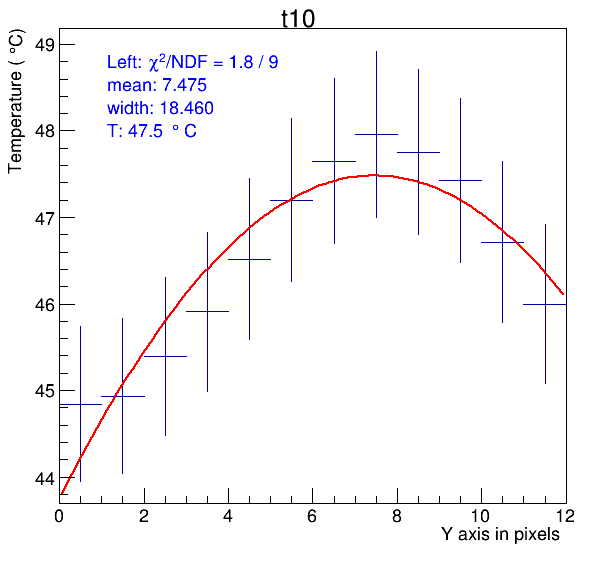 t10
Temperature ( °C)
Left: χ²/NDF = 1.8 / 9
mean: 7.475
width: 18.460
T: 47.5 ° C
49
48
47
46
45
44
0 2 4 6 8 10 12
Y axis in pixels